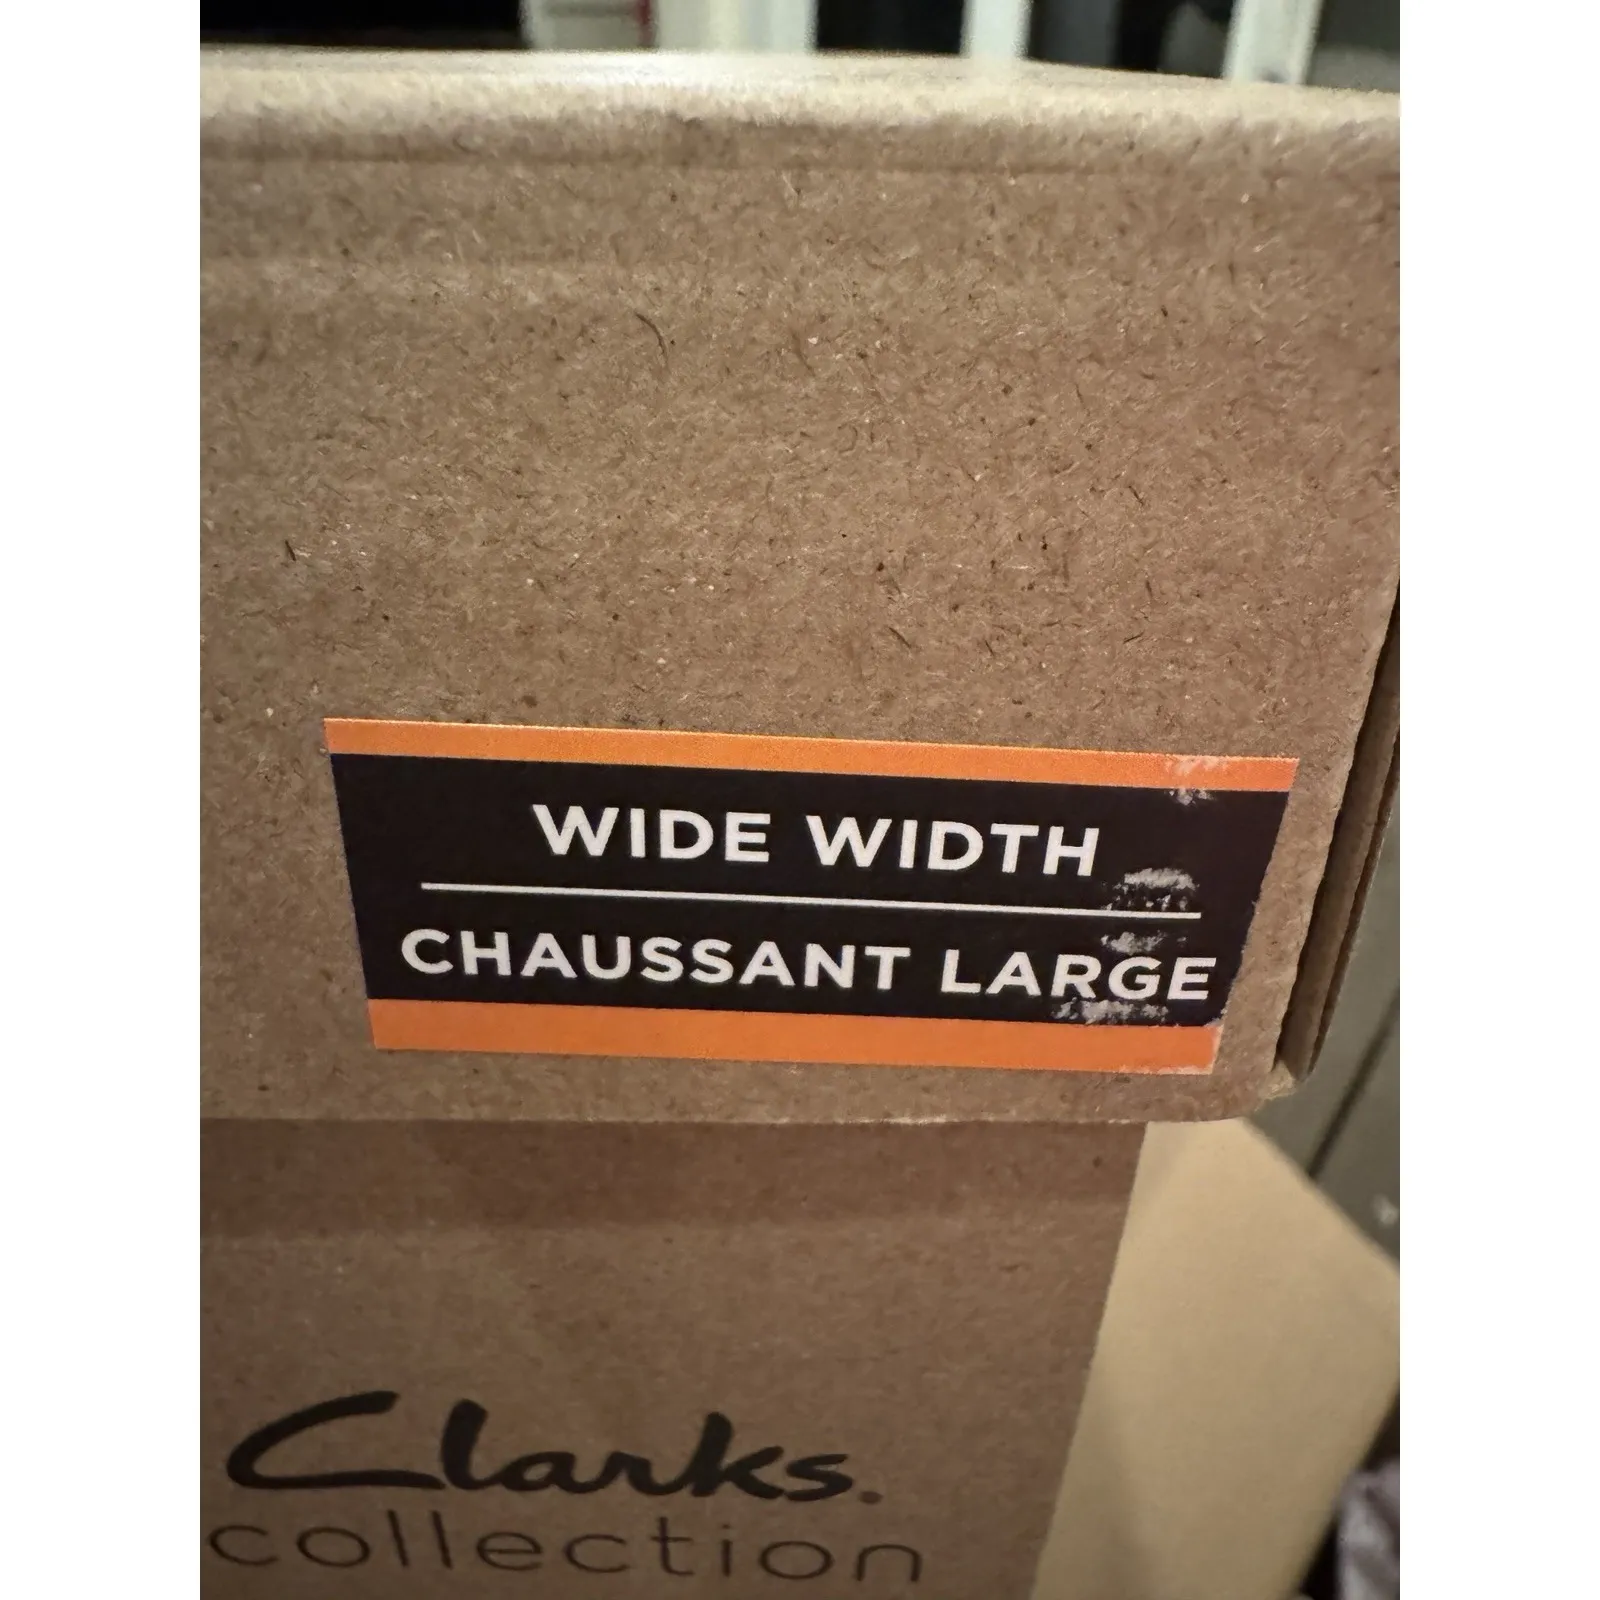 WIDE WIDTH
CHAUSSANT LARGE
Clarks.
collection